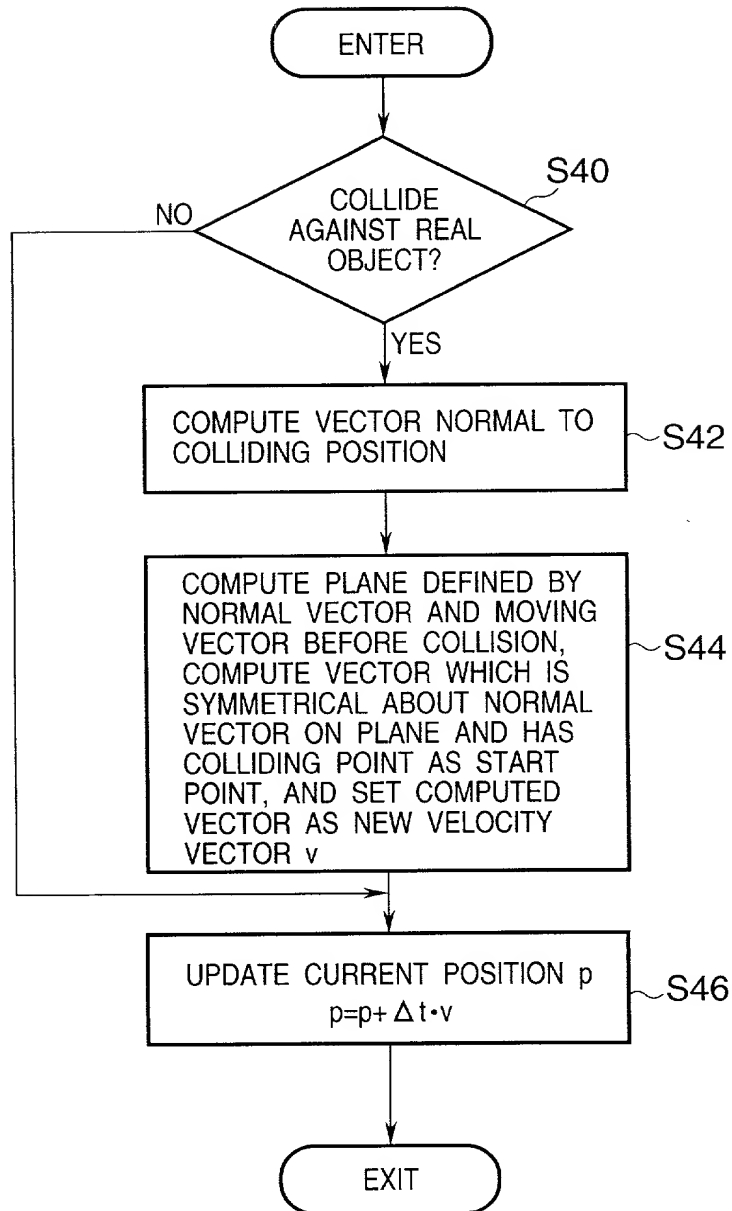 ENTER
S40
COLLIDE
AGAINST REAL
OBJECT?
NO
YES
COMPUTE VECTOR NORMAL TO
COLLIDING POSITION
S42
COMPUTE PLANE DEFINED BY
NORMAL VECTOR AND MOVING
VECTOR BEFORE COLLISION,
COMPUTE VECTOR WHICH IS
SYMMETRICAL ABOUT NORMAL
VECTOR ON PLANE AND HAS
COLLIDING POINT AS START
POINT, AND SET COMPUTED
VECTOR AS NEW VELOCITY
VECTOR v
S44
UPDATE CURRENT POSITION p
p=p+Δt·v
S46
EXIT